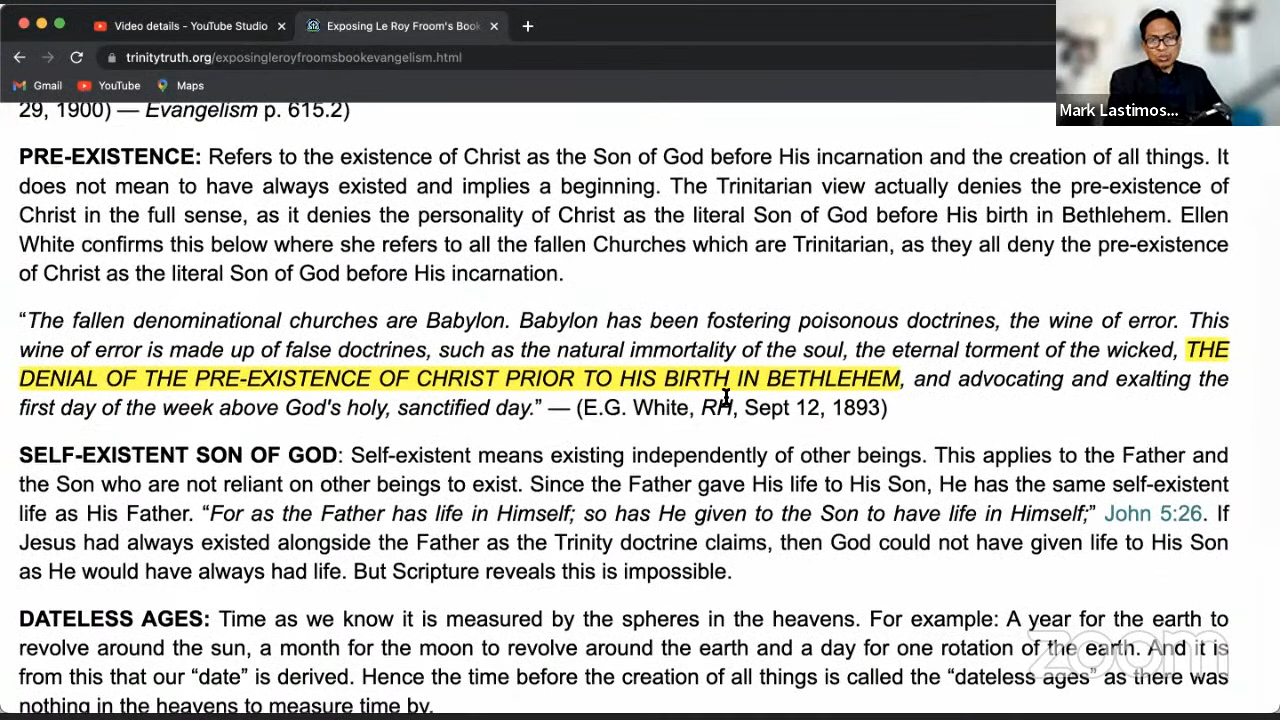 Video details - YouTube Studio
Exposing Le Roy Froom's Book
trinitytruth.org/exposingleroyfroomsbookevangelism.html
Gmail YouTube Maps
Mark Lastimos...
29, 1900) — Evangelism p. 615.2)
PRE-EXISTENCE: Refers to the existence of Christ as the Son of God before His incarnation and the creation of all things. It
does not mean to have always existed and implies a beginning. The Trinitarian view actually denies the pre-existence of
Christ in the full sense, as it denies the personality of Christ as the literal Son of God before His birth in Bethlehem. Ellen
White confirms this below where she refers to all the fallen Churches which are Trinitarian, as they all deny the pre-existence
of Christ as the literal Son of God before His incarnation.
“The fallen denominational churches are Babylon. Babylon has been fostering poisonous doctrines, the wine of error. This
wine of error is made up of false doctrines, such as the natural immortality of the soul, the eternal torment of the wicked, THE
DENIAL OF THE PRE-EXISTENCE OF CHRIST PRIOR TO HIS BIRTH IN BETHLEHEM, and advocating and exalting the
first day of the week above God's holy, sanctified day.” — (E.G. White, RH, Sept 12, 1893)
SELF-EXISTENT SON OF GOD: Self-existent means existing independently of other beings. This applies to the Father and
the Son who are not reliant on other beings to exist. Since the Father gave His life to His Son, He has the same self-existent
life as His Father. “For as the Father has life in Himself; so has He given to the Son to have life in Himself;” John 5:26. If
Jesus had always existed alongside the Father as the Trinity doctrine claims, then God could not have given life to His Son
as He would have always had life. But Scripture reveals this is impossible.
DATELESS AGES: Time as we know it is measured by the spheres in the heavens. For example: A year for the earth to
revolve around the sun, a month for the moon to revolve around the earth and a day for one rotation of the earth. And it is
from this that our “date” is derived. Hence the time before the creation of all things is called the “dateless ages” as there was
nothing in the heavens to measure time by.
zoom